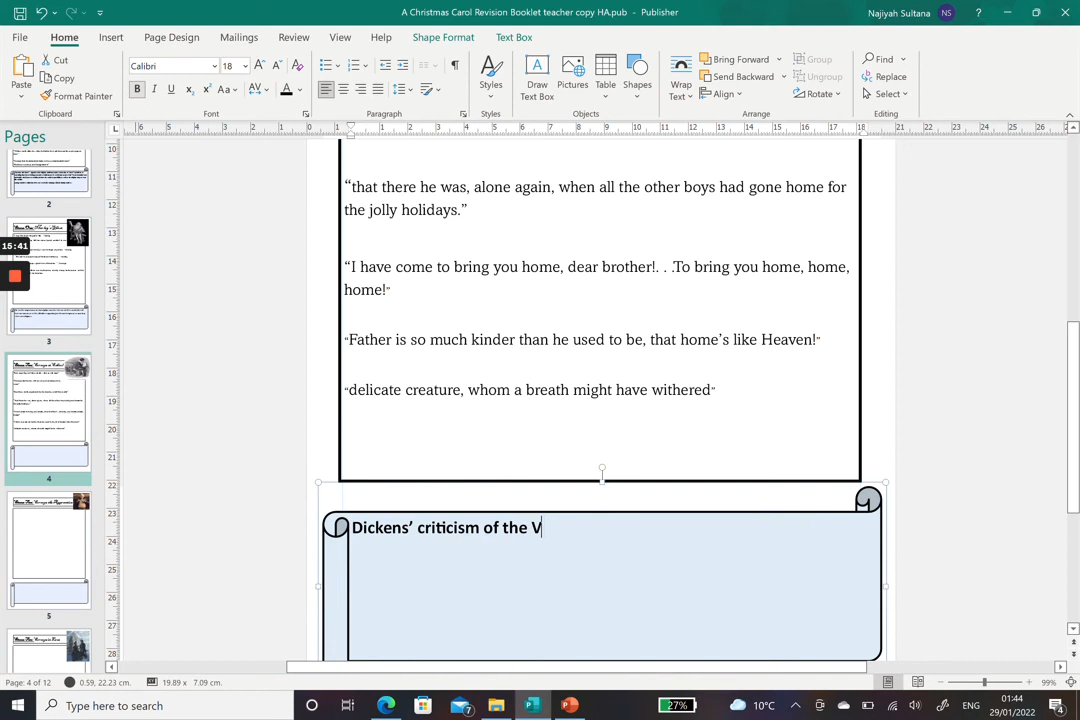 A Christmas Carol Revision Booklet teacher copy HA.pub - Publisher
Najiyah Sultana NS
File Home Insert Page Design Mailings Review View Help Shape Format Text Box
Paste
Cut
Copy
Format Painter
Clipboard
Calibri 18
Font
Paragraph
Styles
Styles
Draw Text Box
Pictures
Table
Shapes
Objects
Wrap Text
Bring Forward
Send Backward
Align
Group
Ungroup
Rotate
Arrange
Find
Replace
Select
Editing
Pages
2
15:41
3
4
5
“that there he was, alone again, when all the other boys had gone home for
the jolly holidays.”
“I have come to bring you home, dear brother!. . .To bring you home, home,
home!”
“Father is so much kinder than he used to be, that home’s like Heaven!”
“delicate creature, whom a breath might have withered”
Dickens’ criticism of the V
Page: 4 of 12 0.59, 22.23 cm. 19.89 x 7.09 cm. 99%
Type here to search
7
27%
10°C
ENG
01:44
29/01/2022
4